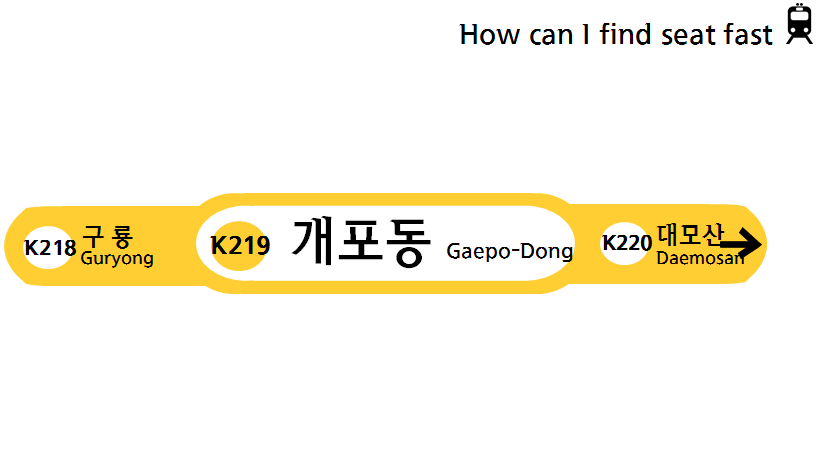 How can I find seat fast
K218 구 룡
Guryong
K219 개포동 Gaepo-Dong
K220 대모산
Daemosan